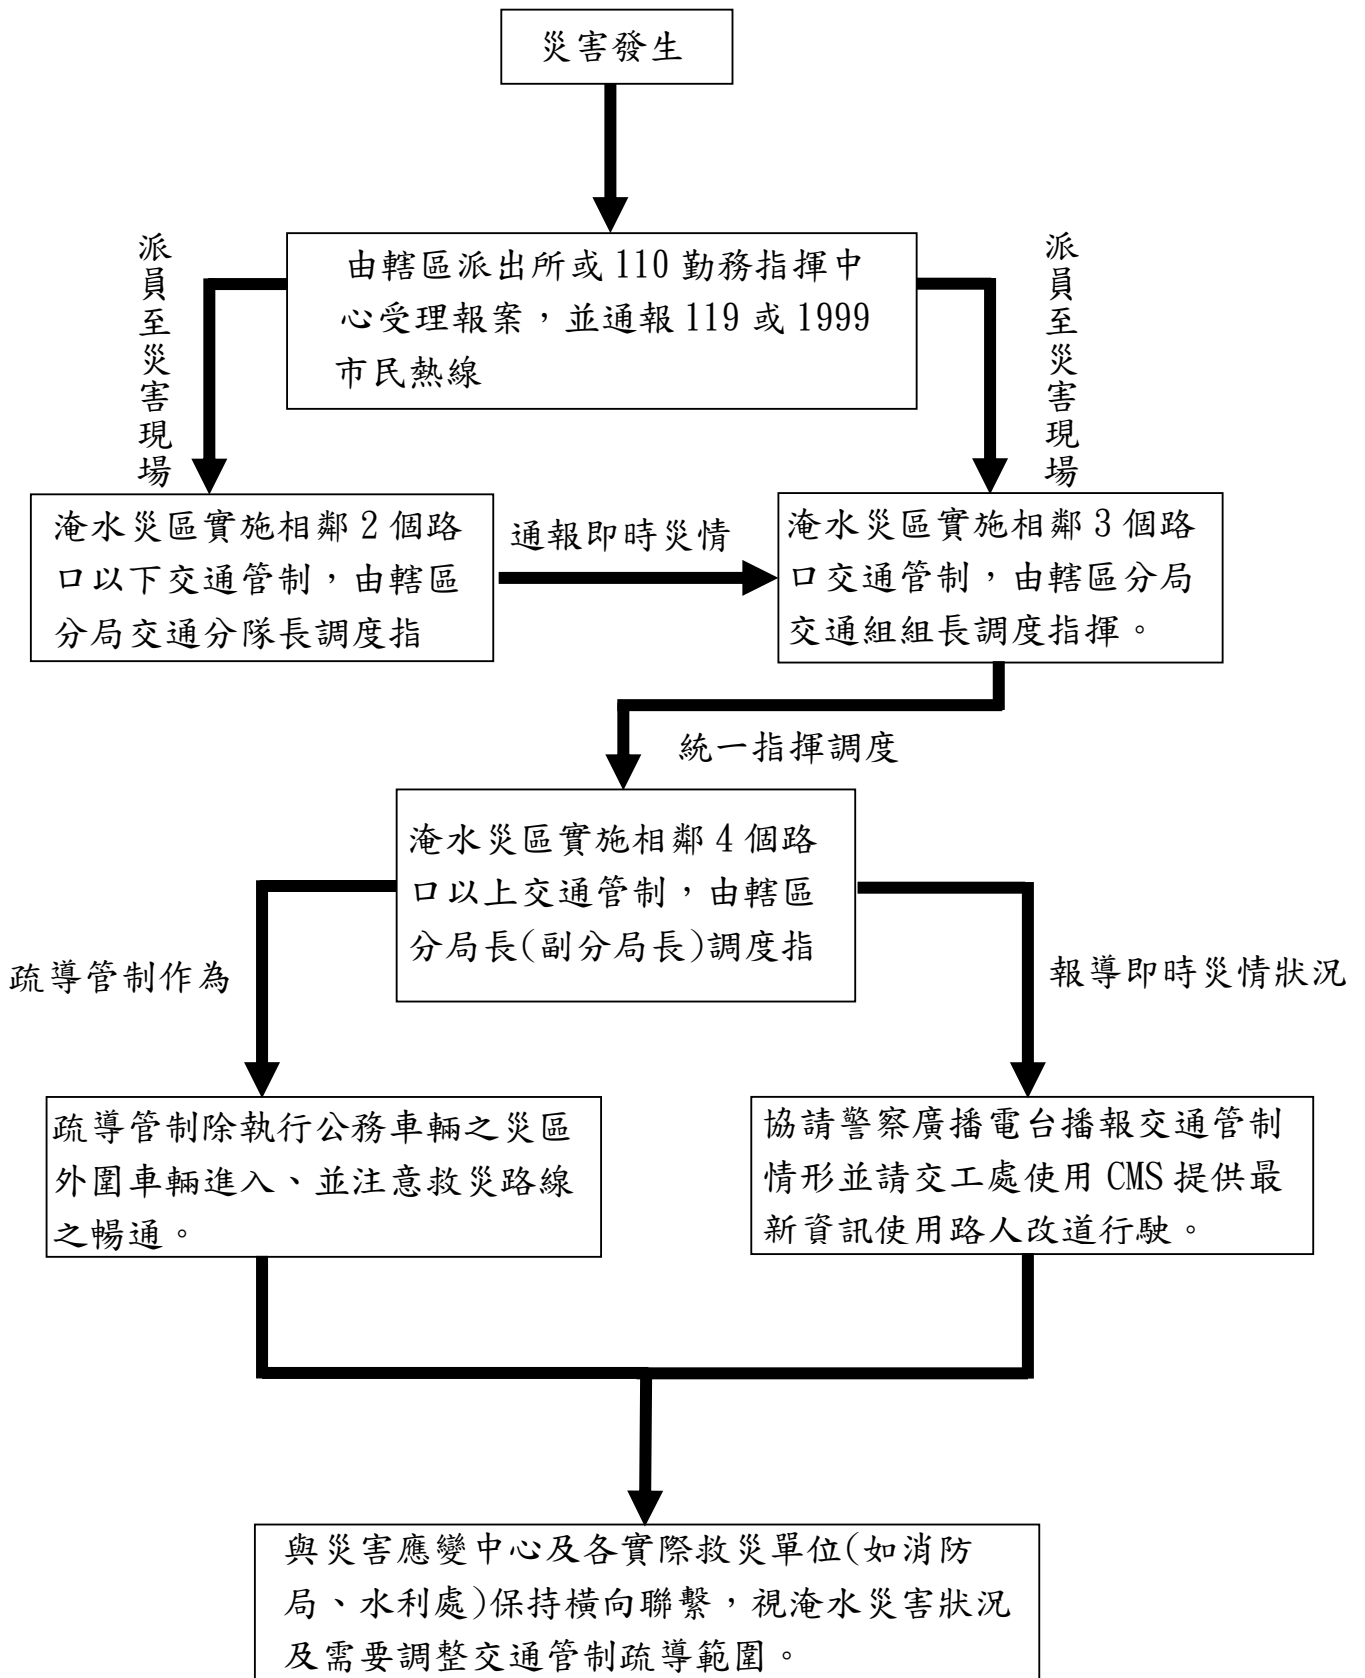 災害發生
派員至災害現場
由轄區派出所或 110 勤務指揮中
心受理報案，並通報 119 或 1999
市民熱線
派員至災害現場
淹水災區實施相鄰 2 個路
口以下交通管制，由轄區
分局交通分隊長調度指
通報即時災情
淹水災區實施相鄰 3 個路
口交通管制，由轄區分局
交通組組長調度指揮。
統一指揮調度
淹水災區實施相鄰 4 個路
口以上交通管制，由轄區
分局長(副分局長)調度指
疏導管制作為
報導即時災情狀況
疏導管制除執行公務車輛之災區
外圍車輛進入、並注意救災路線
之暢通。
協請警察廣播電台播報交通管制
情形並請交工處使用 CMS 提供最
新資訊使用路人改道行駛。
與災害應變中心及各實際救災單位(如消防
局、水利處)保持橫向聯繫，視淹水災害狀況
及需要調整交通管制疏導範圍。